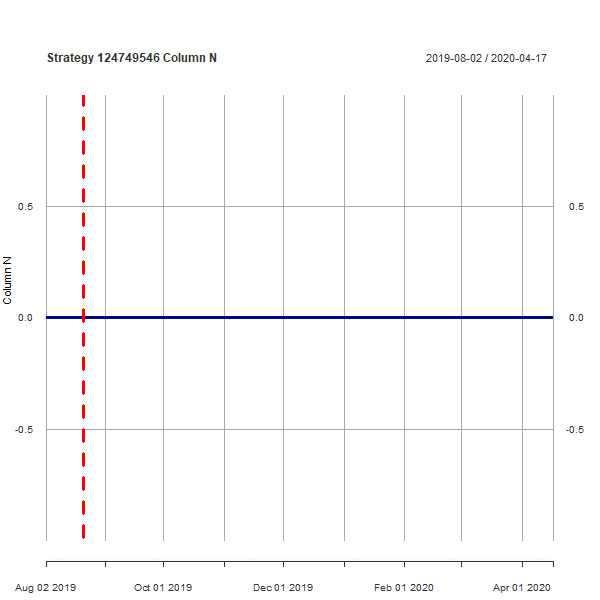 Strategy 124749546 Column N
2019-08-02 / 2020-04-17
0.5
0.5
Column N
0.0
0.0
-0.5
-0.5
Aug 02 2019
Oct 01 2019
Dec 01 2019
Feb 01 2020
Apr 01 2020